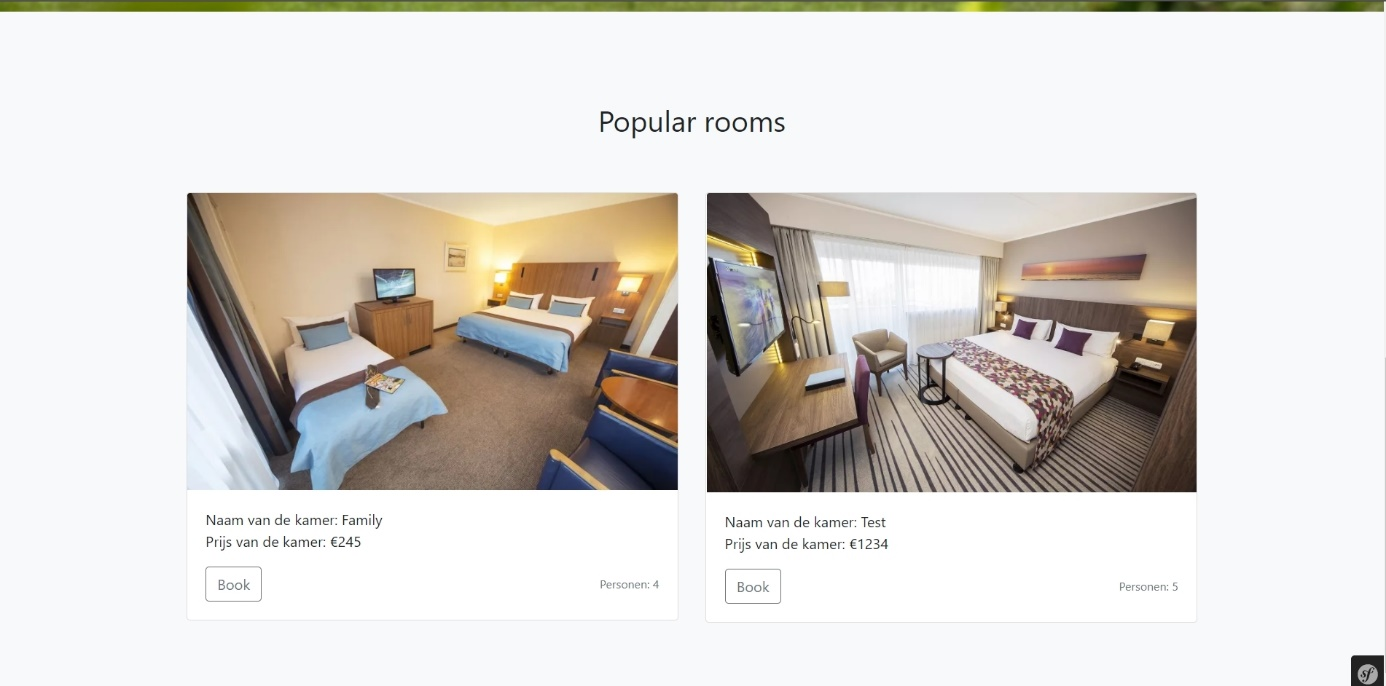 Popular rooms
Naam van de kamer: Family
Prijs van de kamer: €245
Book
Personen: 4
Naam van de kamer: Test
Prijs van de kamer: €1234
Book
Personen: 5
sf